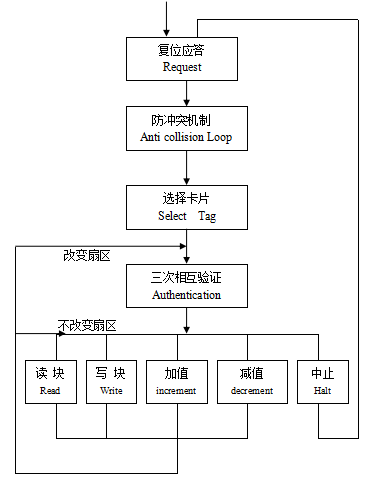 复位应答
Request
防冲突机制
Anti collision Loop
选择卡片
Select Tag
改变扇区
三次相互验证
Authentication
不改变扇区
读 块
Read
写 块
Write
加值
increment
减值
decrement
中止
Halt